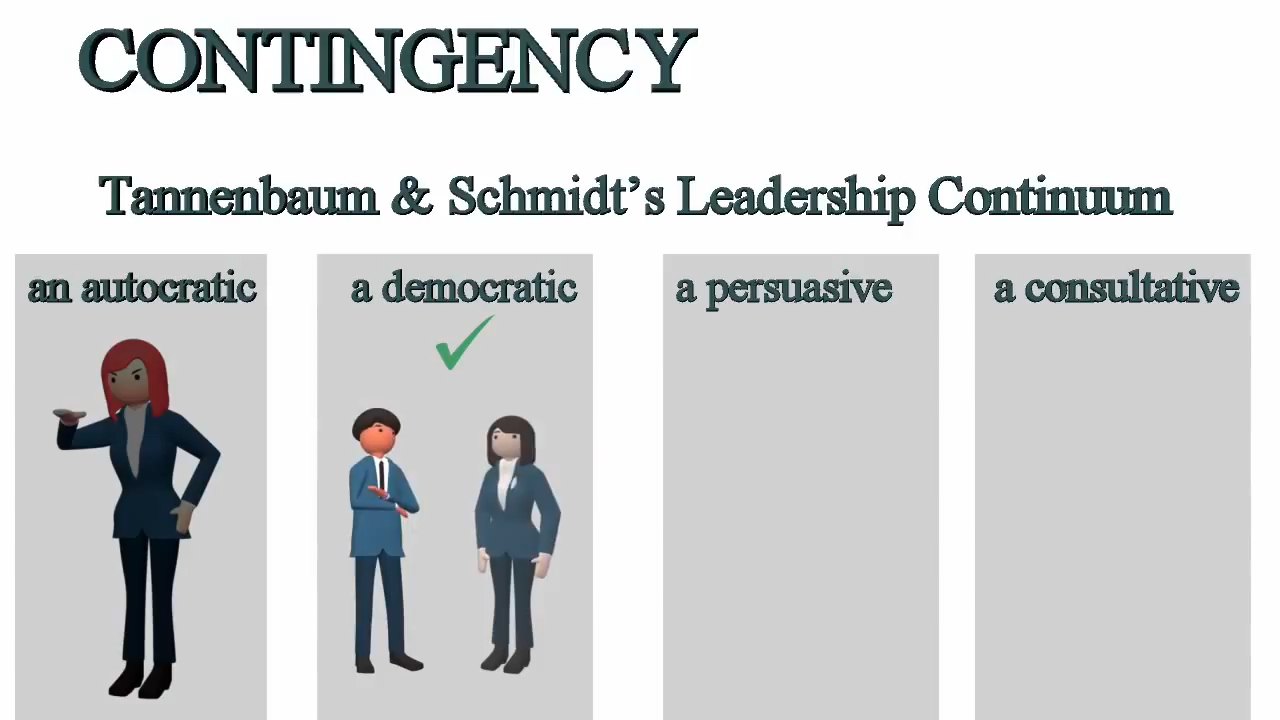 CONTINGENCY
Tannenbaum & Schmidt’s Leadership Continuum
an autocratic
a democratic
a persuasive
a consultative